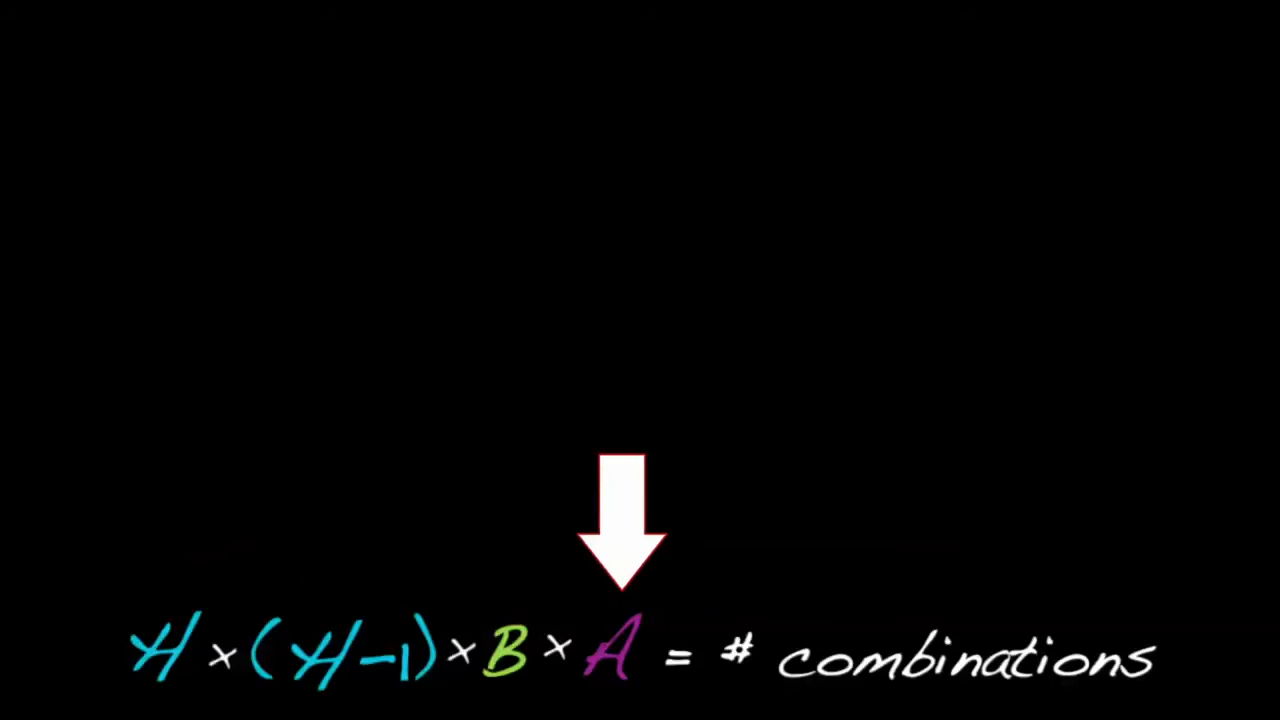 H × (H-1) × B × A = # combinations